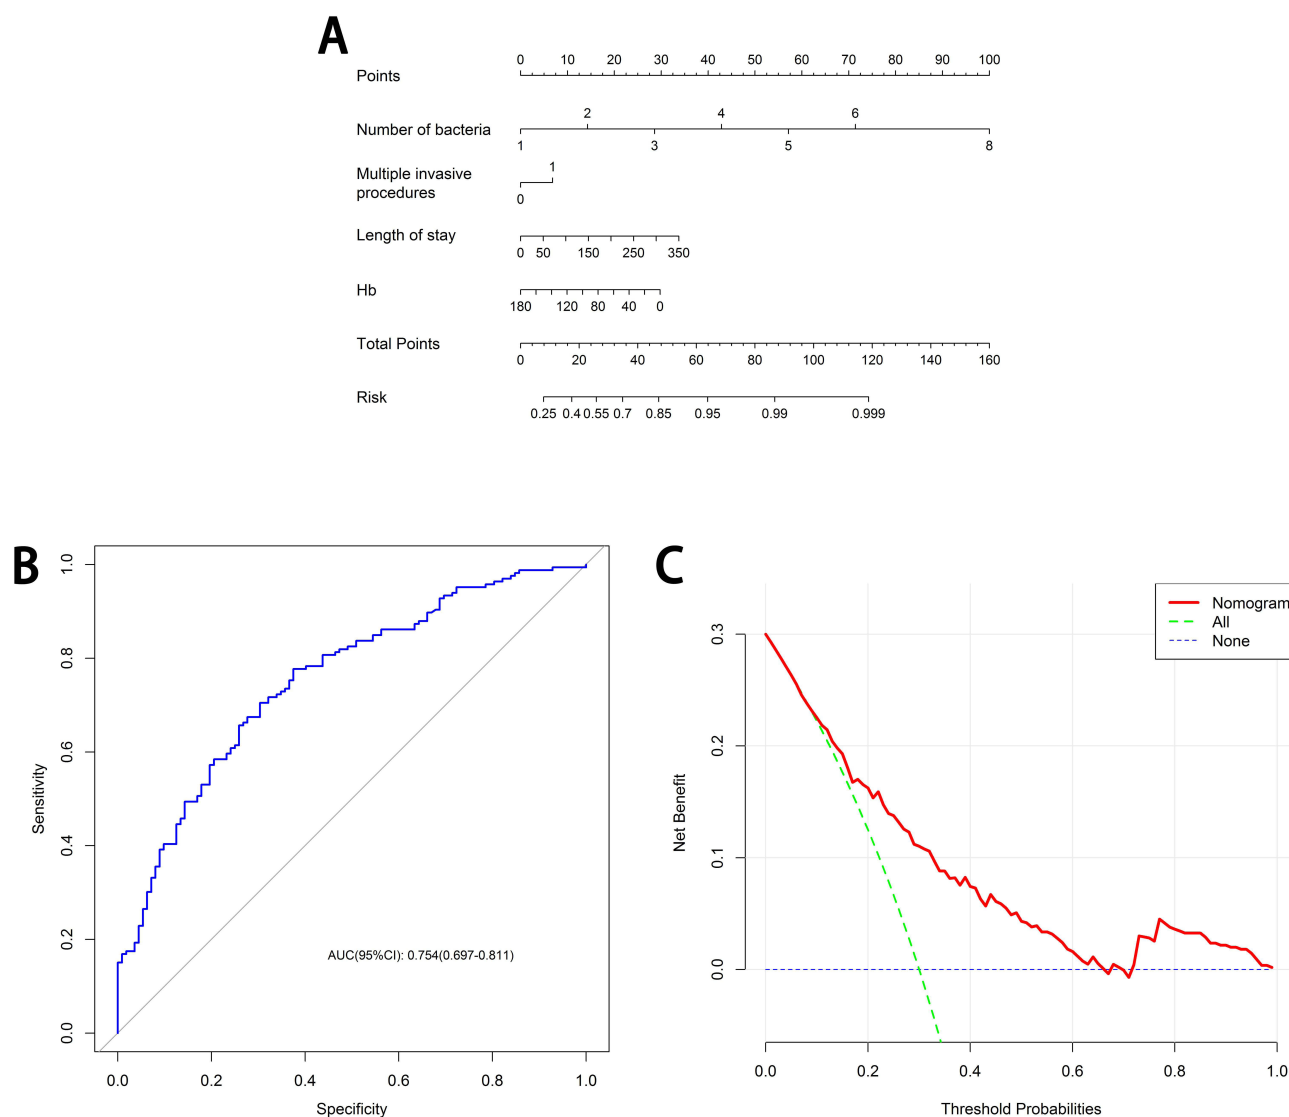 A
0 10 20 30 40 50 60 70 80 90 100
Points
2 4 6
Number of bacteria
1 3 5 8
Multiple invasive
procedures
1
0
Length of stay
0 50 150 250 350
Hb
180 120 80 40 0
Total Points
0 20 40 60 80 100 120 140 160
Risk
0.25 0.4 0.55 0.7 0.85 0.95 0.99 0.999
B
1.0
0.8
0.6
0.4
0.2
0.0
Sensitivity
AUC(95%CI): 0.754(0.697-0.811)
0.0 0.2 0.4 0.6 0.8 1.0
Specificity
C
Nomogram
All
None
0.3
0.2
0.1
0.0
Net Benefit
0.0 0.2 0.4 0.6 0.8 1.0
Threshold Probabilities